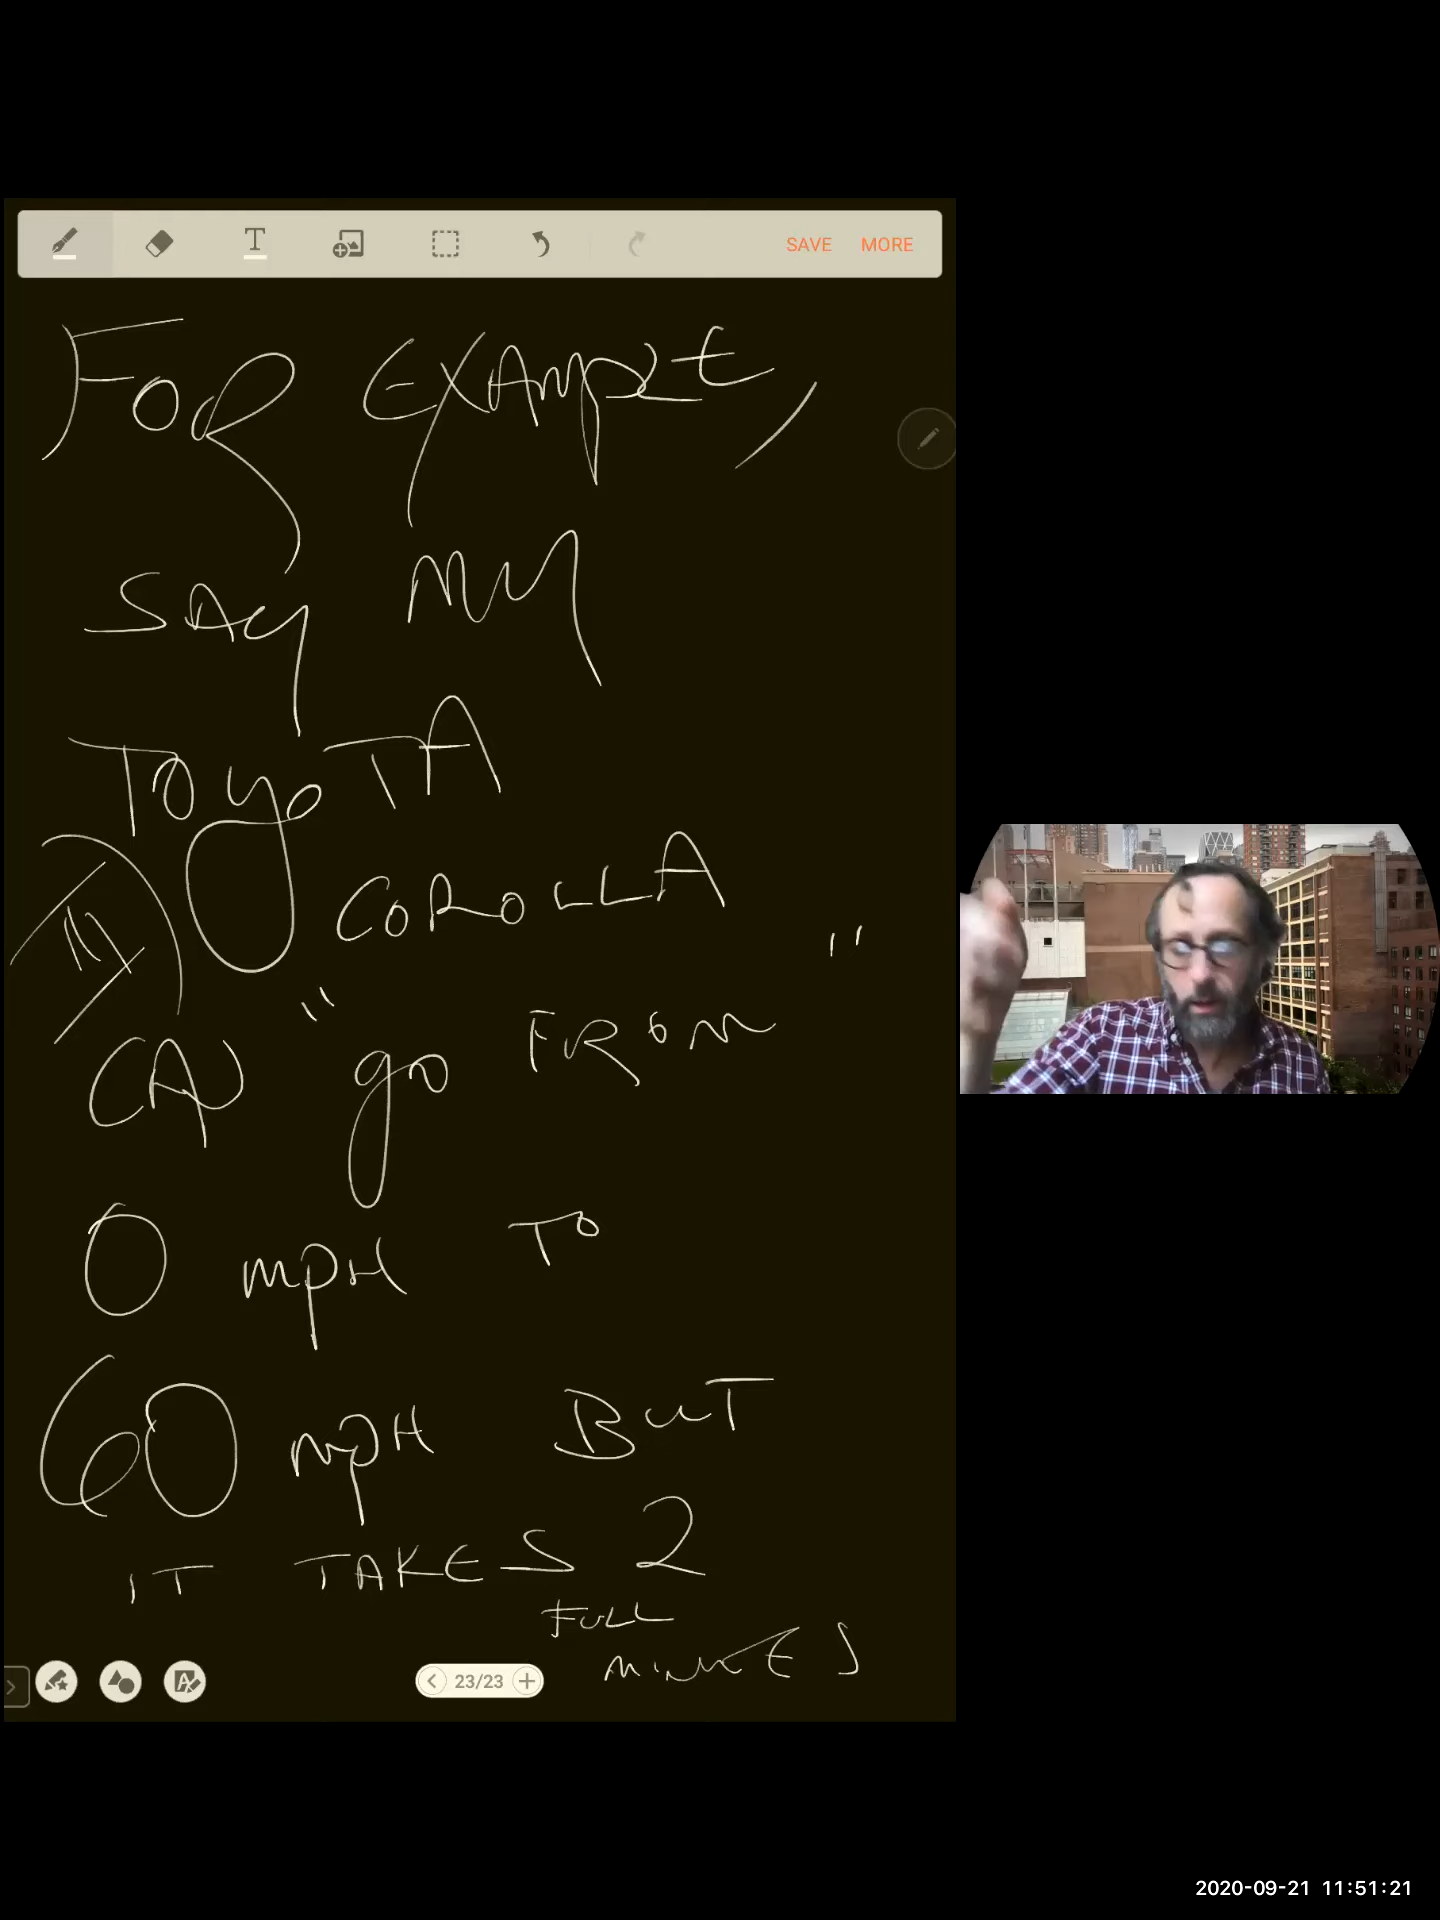 T
SAVE MORE
FOR EXAMPLE,
SAY MY
TOYOTA
COROLLA
CAN "GO FROM"
0 MPH TO
60 MPH BUT
IT TAKES 2
FULL
MINUTES
A
23/23
2020-09-21 11:51:21